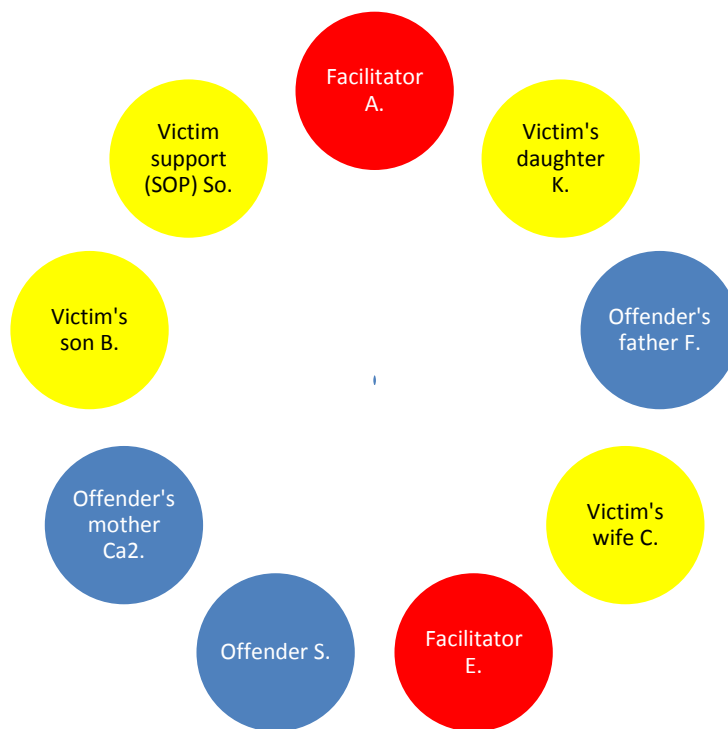 Facilitator
A.
Victim's
daughter
K.
Offender's
father F.
Victim's
wife C.
Facilitator
E.
Offender S.
Offender's
mother
Ca2.
Victim's
son B.
Victim
support
(SOP) So.